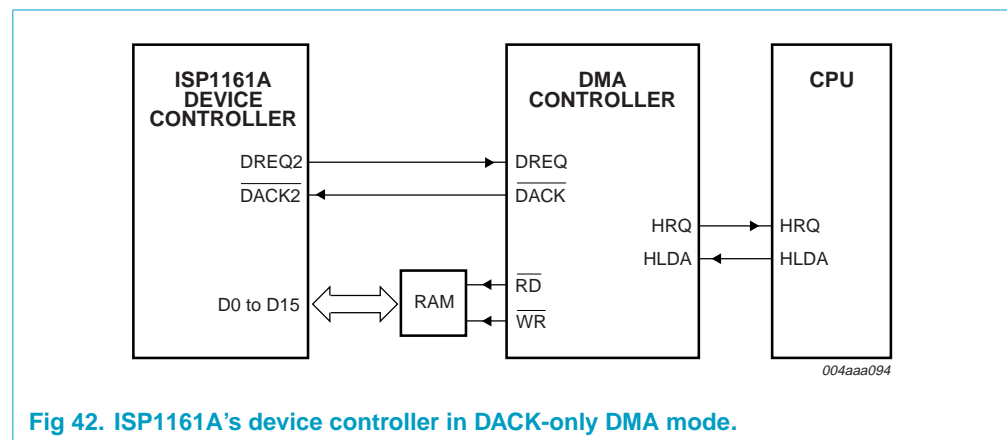 ISP1161A
DEVICE
CONTROLLER
DMA
CONTROLLER
CPU
DREQ2
DREQ
DACK2
DACK
HRQ
HRQ
HLDA
HLDA
D0 to D15
RAM
RD
WR
004aaa094
Fig 42. ISP1161A's device controller in DACK-only DMA mode.